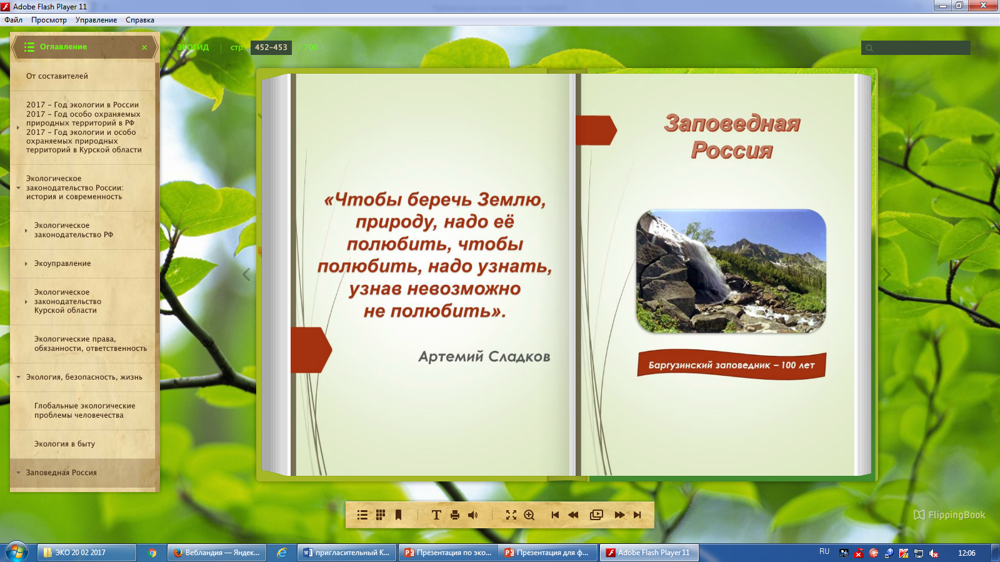 Adobe Flash Player 11
Файл Просмотр Управление Справка
Оглавление
ЭКОГИД стр. 452–453 / 700
От составителей
2017 – Год экологии в России
2017 – Год особо охраняемых
природных территорий в РФ
2017 – Год экологии и особо
охраняемых природных
территорий в Курской области
Экологическое
законодательство России:
история и современность
Экологическое
законодательство РФ
Экоуправление
Экологическое
законодательство
Курской области
Экологические права,
обязанности, ответственность
Экология, безопасность, жизнь
Глобальные экологические
проблемы человечества
Экология в быту
Заповедная Россия
«Чтобы беречь Землю,
природу, надо её
полюбить, чтобы
полюбить, надо узнать,
узнав невозможно
не полюбить».
Артемий Сладков
Заповедная
Россия
Баргузинский заповедник – 100 лет
FlippingBook
ЭКО 20 02 2017
Вебландия — Яндек...
пригласительный К...
Презентация по эко...
Презентация для ф...
Adobe Flash Player 11
RU
12:06